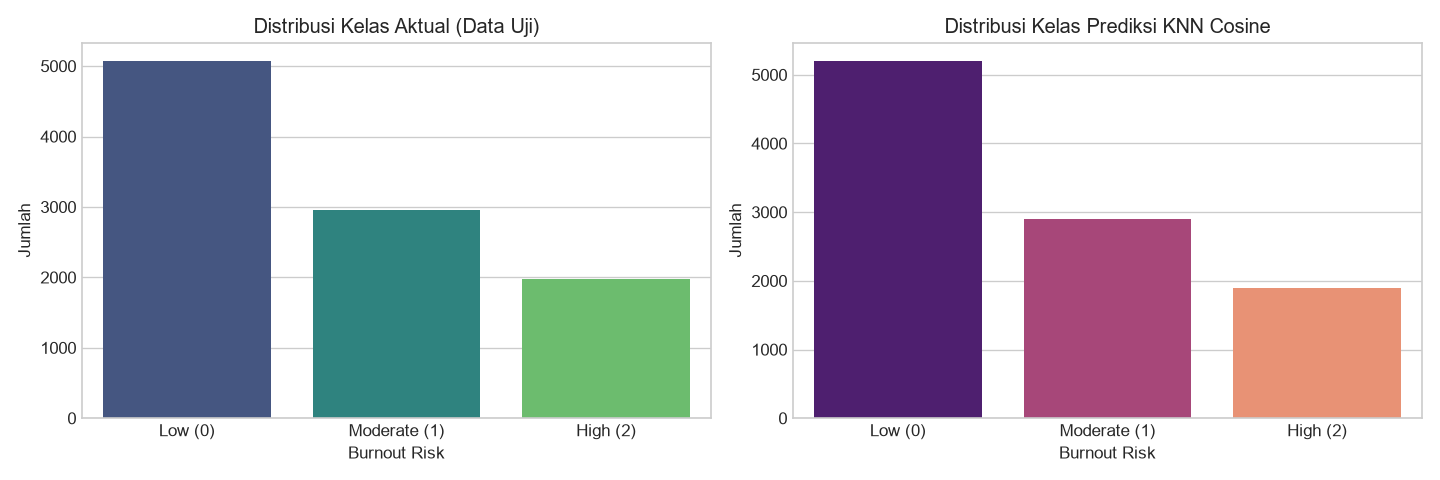 Distribusi Kelas Aktual (Data Uji)
Jumlah
5000
4000
3000
2000
1000
0
Low (0)
Moderate (1)
High (2)
Burnout Risk
Distribusi Kelas Prediksi KNN Cosine
Jumlah
5000
4000
3000
2000
1000
0
Low (0)
Moderate (1)
High (2)
Burnout Risk